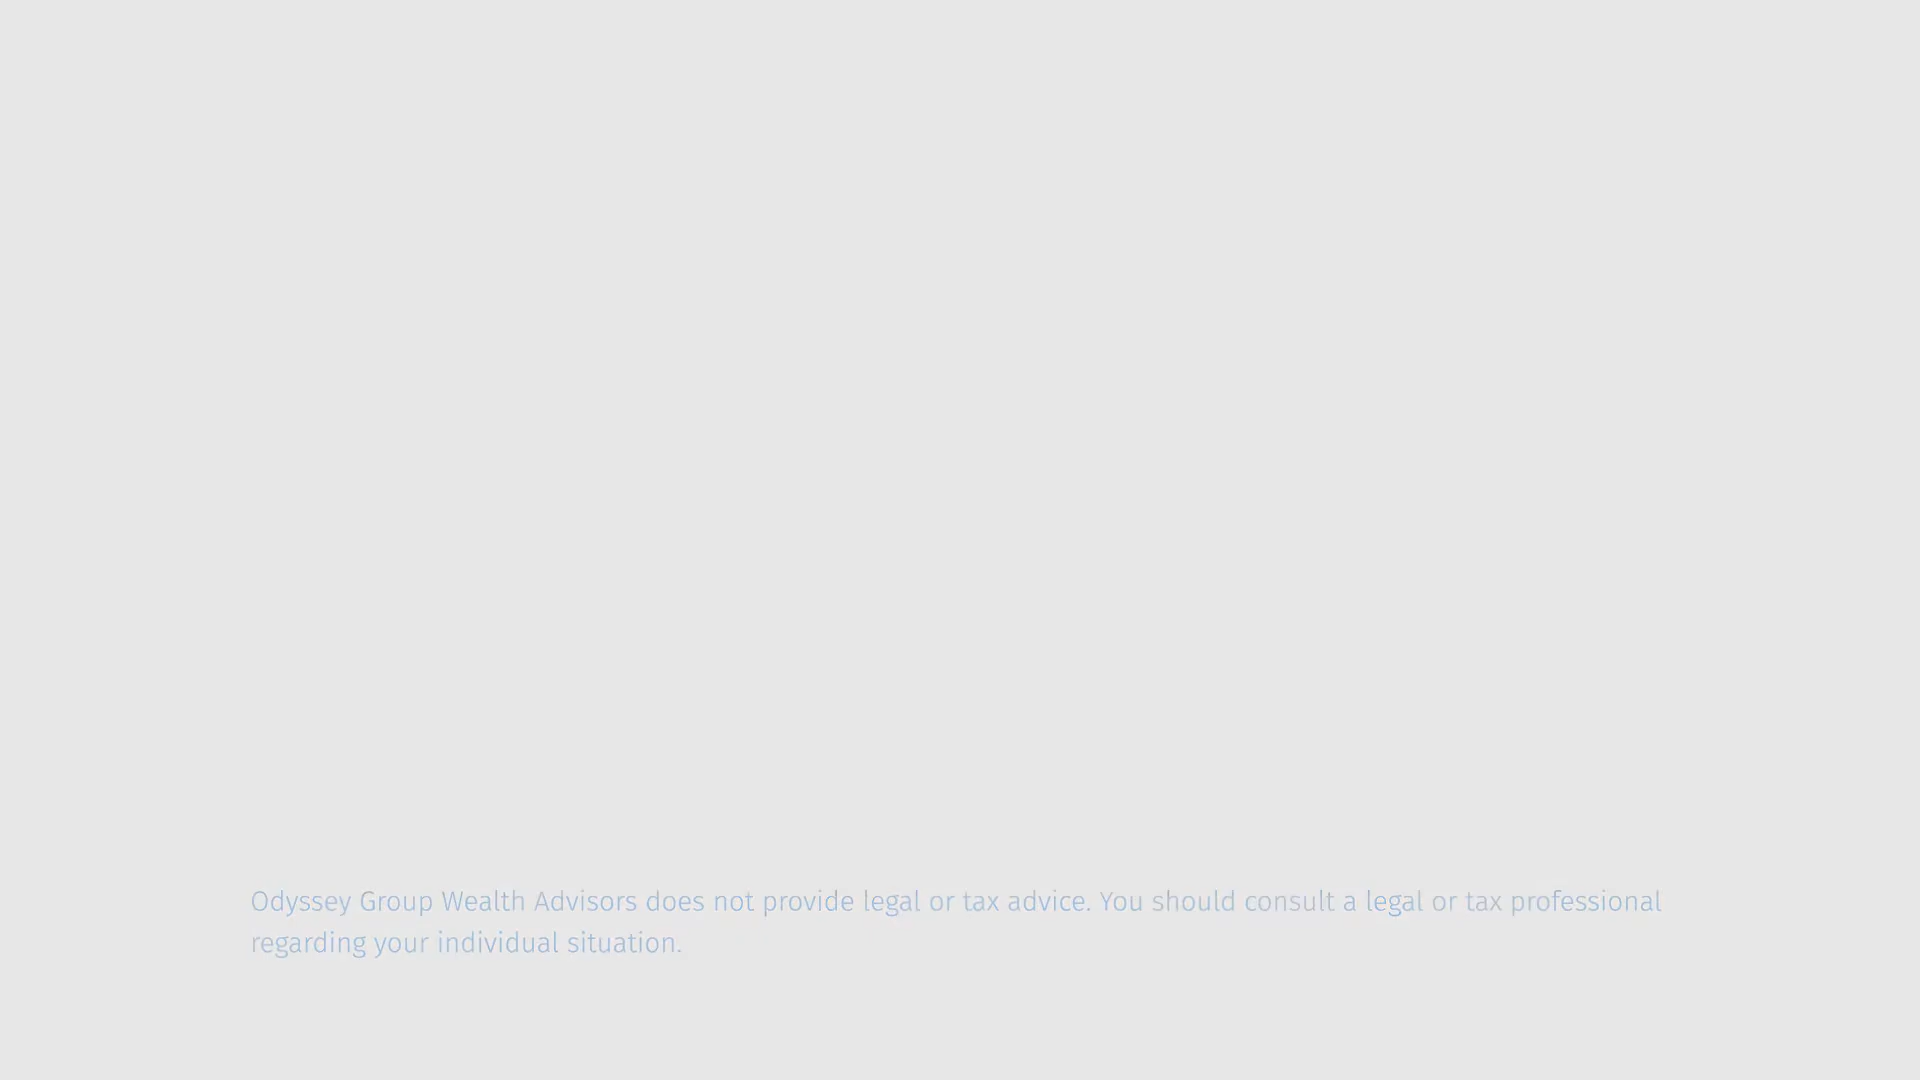 Odyssey Group Wealth Advisors does not provide legal or tax advice. You should consult a legal or tax professional
regarding your individual situation.